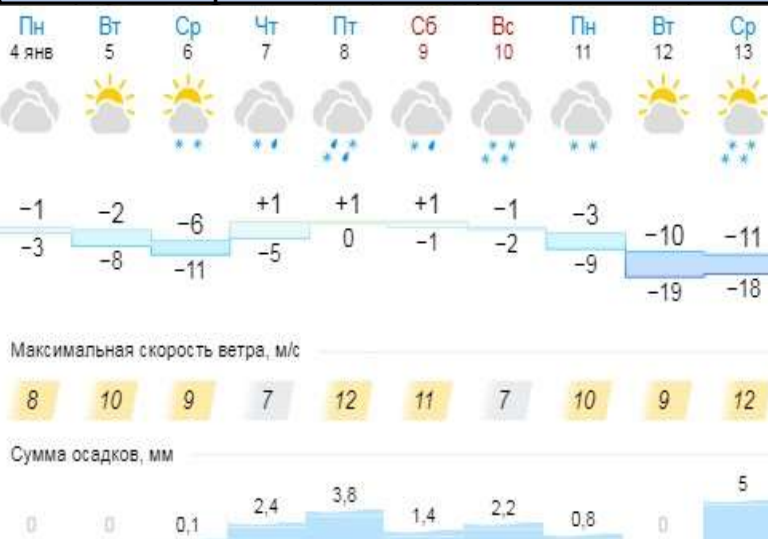 Пн Вт Ср Чт Пт Сб Вс Пн Вт Ср
4 янв 5 6 7 8 9 10 11 12 13
−1 −2 −6 +1 +1 +1 −1 −3 −10 −11
−3 −8 −11 −5 0 −1 −2 −9 −19 −18
Максимальная скорость ветра, м/с
8 10 9 7 12 11 7 10 9 12
Сумма осадков, мм
0 0 0,1 2,4 3,8 1,4 2,2 0,8 0 5